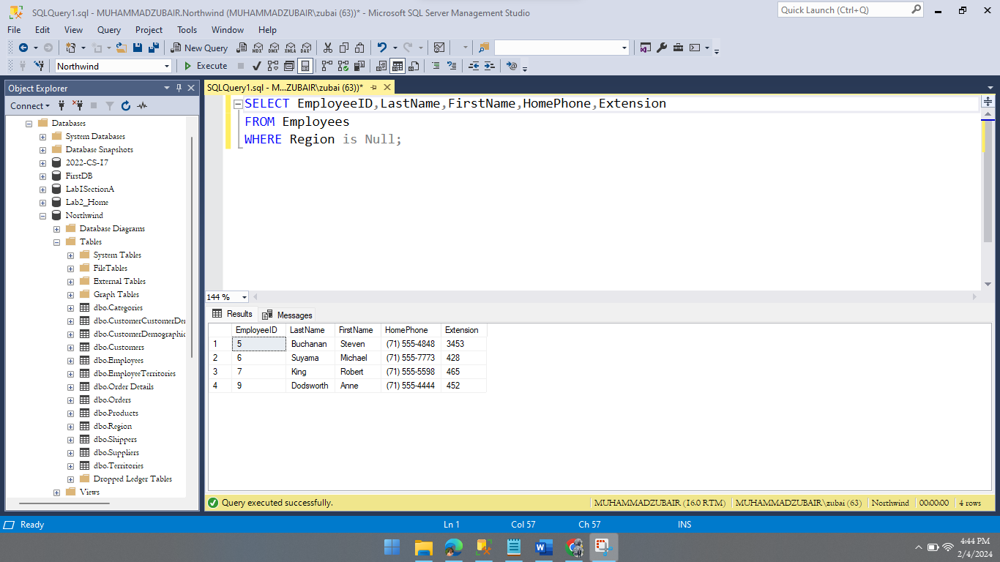 SQLQuery1.sql - MUHAMMADZUBAIR.Northwind (MUHAMMADZUBAIR\zubai (63))* - Microsoft SQL Server Management Studio
Quick Launch (Ctrl+Q)
File Edit View Query Project Tools Window Help
New Query MDX DMX XMLA DAX
Northwind Execute
Object Explorer
SQLQuery1.sql - M...ZUBAIR\zubai (63))*
Connect
Databases
System Databases
Database Snapshots
2022-CS-17
FirstDB
Lab1SectionA
Lab2_Home
Northwind
Database Diagrams
Tables
System Tables
FileTables
External Tables
Graph Tables
dbo.Categories
dbo.CustomerCustomerDe
dbo.CustomerDemographic
dbo.Customers
dbo.Employees
dbo.EmployeeTerritories
dbo.Order Details
dbo.Orders
dbo.Products
dbo.Region
dbo.Shippers
dbo.Suppliers
dbo.Territories
Dropped Ledger Tables
Views
SELECT EmployeeID,LastName,FirstName,HomePhone,Extension
FROM Employees
WHERE Region is Null;
144 %
Results Messages
EmployeeID LastName FirstName HomePhone Extension
1 5 Buchanan Steven (71) 555-4848 3453
2 6 Suyama Michael (71) 555-7773 428
3 7 King Robert (71) 555-5598 465
4 9 Dodsworth Anne (71) 555-4444 452
Query executed successfully. MUHAMMADZUBAIR (16.0 RTM) MUHAMMADZUBAIR\zubai (63) Northwind 00:00:00 4 rows
Ready Ln 1 Col 57 Ch 57 INS
4:44 PM
2/4/2024